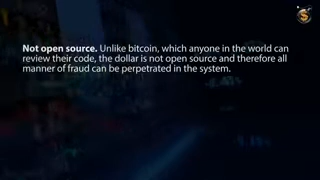 Not open source. Unlike bitcoin, which anyone in the world can
review their code, the dollar is not open source and therefore all
manner of fraud can be perpetrated in the system.